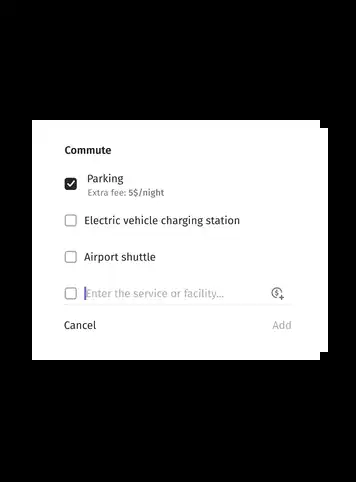 Commute
Parking
Extra fee: 5$/night
Electric vehicle charging station
Airport shuttle
Enter the service or facility...
Cancel Add